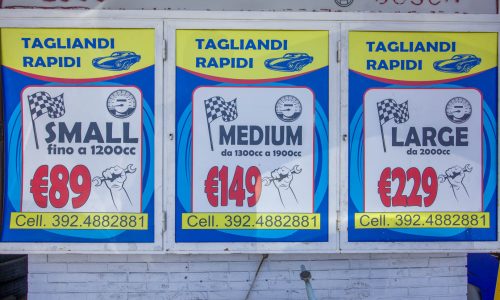 TAGLIANDI
RAPIDI
SMALL
fino a 1200cc
€89
Cell. 392.4882881
TAGLIANDI
RAPIDI
MEDIUM
da 1300cc a 1900cc
€149
Cell. 392.4882881
TAGLIANDI
RAPIDI
LARGE
da 2000cc
€229
Cell. 392.4882881